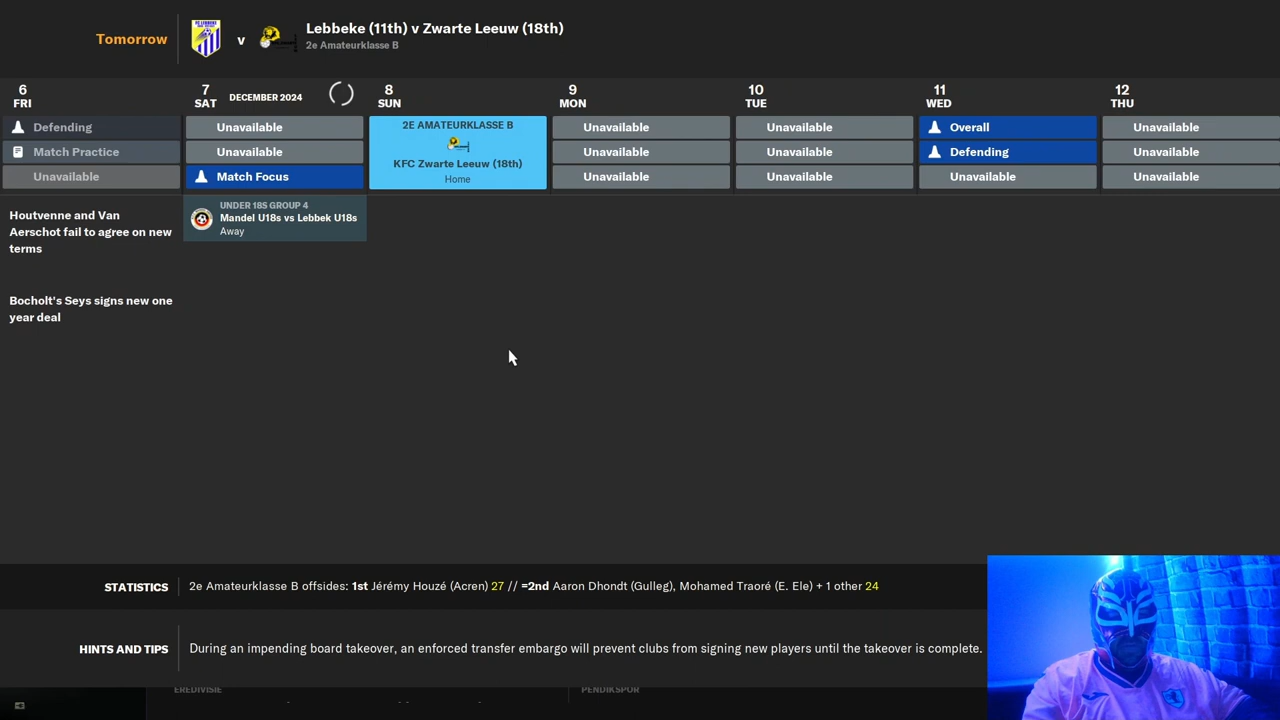 Tomorrow
v
Lebbeke (11th) v Zwarte Leeuw (18th)
2e Amateurklasse B
6
FRI
7
SAT
DECEMBER 2024
8
SUN
9
MON
10
TUE
11
WED
12
THU
Defending
Match Practice
Unavailable
Unavailable
Unavailable
Match Focus
2E AMATEURKLASSE B
KFC Zwarte Leeuw (18th)
Home
Unavailable
Unavailable
Unavailable
Unavailable
Unavailable
Unavailable
Overall
Defending
Unavailable
Unavailable
Unavailable
Unavailable
Houtvenne and Van
Aerschot fail to agree on new
terms
Bocholt's Seys signs new one
year deal
UNDER 18S GROUP 4
Mandel U18s vs Lebbek U18s
Away
STATISTICS
2e Amateurklasse B offsides: 1st Jérémy Houzé (Acren) 27 // =2nd Aaron Dhondt (Gulleg), Mohamed Traoré (E. Ele) + 1 other 24
HINTS AND TIPS
During an impending board takeover, an enforced transfer embargo will prevent clubs from signing new players until the takeover is complete.
EREDIVISIE
PENDIKSPOR